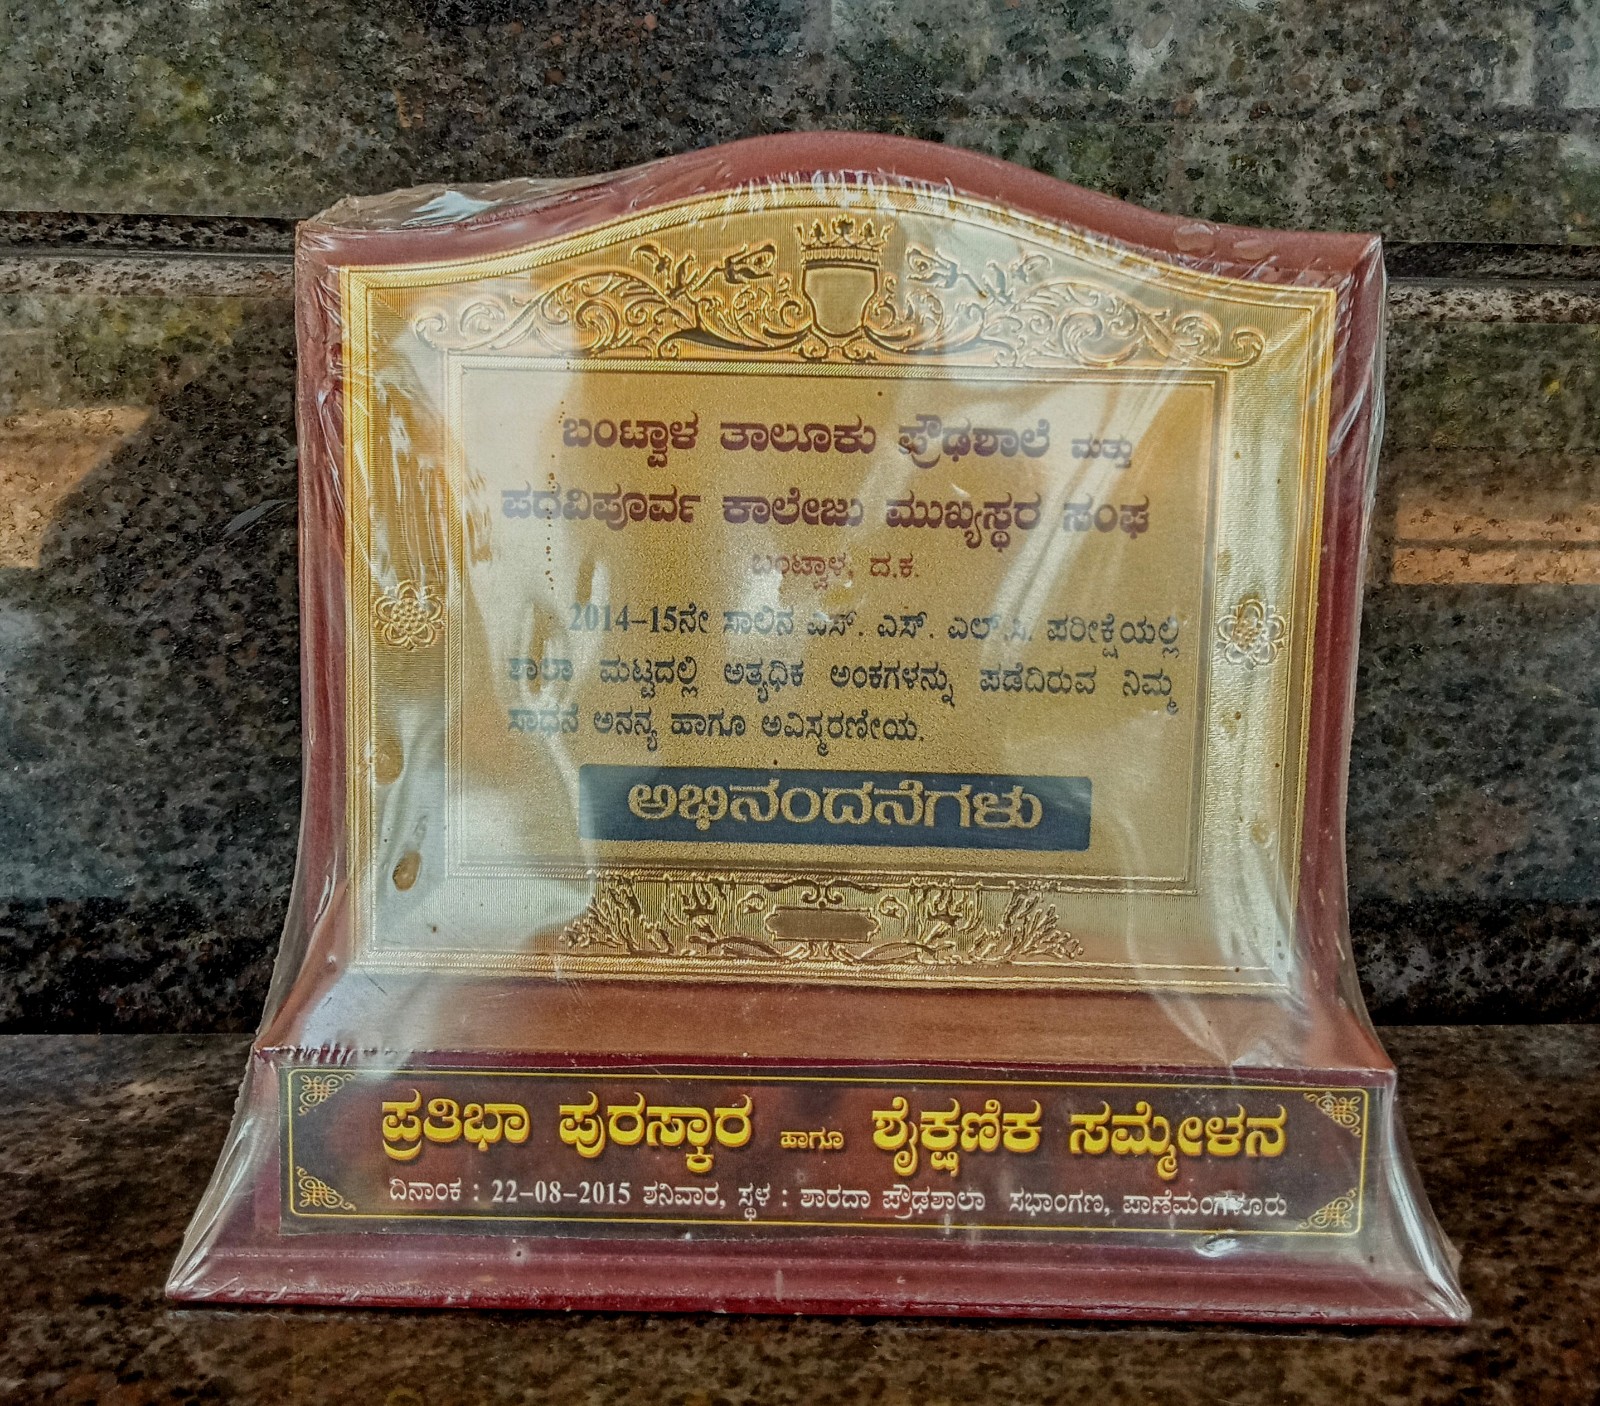 ಬಂಟ್ವಾಳ ತಾಲೂಕು ಪ್ರೌಢಶಾಲೆ ಮತ್ತು
ಪದವಿಪೂರ್ವ ಕಾಲೇಜು ಮುಖ್ಯಸ್ಥರ ಸಂಘ
ಬಂಟ್ವಾಳ, ದ.ಕ.
2014-15ನೇ ಸಾಲಿನ ಎಸ್. ಎಸ್. ಎಲ್.ಸಿ. ಪರೀಕ್ಷೆಯಲ್ಲಿ
ಶಾಲಾ ಮಟ್ಟದಲ್ಲಿ ಅತ್ಯಧಿಕ ಅಂಕಗಳನ್ನು ಪಡೆದಿರುವ ನಿಮ್ಮ
ಸಾಧನೆ ಅನನ್ಯ ಹಾಗೂ ಅವಿಸ್ಮರಣೀಯ.
ಅಭಿನಂದನೆಗಳು
ಪ್ರತಿಭಾ ಪುರಸ್ಕಾರ ಹಾಗೂ ಶೈಕ್ಷಣಿಕ ಸಮ್ಮೇಳನ
ದಿನಾಂಕ : 22-08-2015 ಶನಿವಾರ, ಸ್ಥಳ : ಶಾರದಾ ಪ್ರೌಢಶಾಲಾ ಸಭಾಂಗಣ, ಪಾಣೆಮಂಗಳೂರು